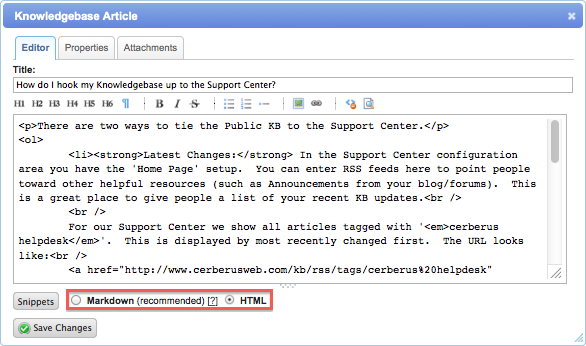 Knowledgebase Article
Editor Properties Attachments
Title:
How do I hook my Knowledgebase up to the Support Center?
H1 H2 H3 H4 H5 H6 ¶ B I S
<p>There are two ways to tie the Public KB to the Support Center.</p>
<ol>
<li><strong>Latest Changes:</strong> In the Support Center configuration
area you have the 'Home Page' setup. You can enter RSS feeds here to point people
toward other helpful resources (such as Announcements from your blog/forums). This
is a great place to give people a list of your recent KB updates.<br />
<br />
For our Support Center we show all articles tagged with '<em>cerberus
helpdesk</em>'. This is displayed by most recently changed first. The URL looks
like:<br />
<a href="http://www.cerberusweb.com/kb/rss/tags/cerberus%20helpdesk"
Snippets Markdown (recommended) [?] HTML
Save Changes